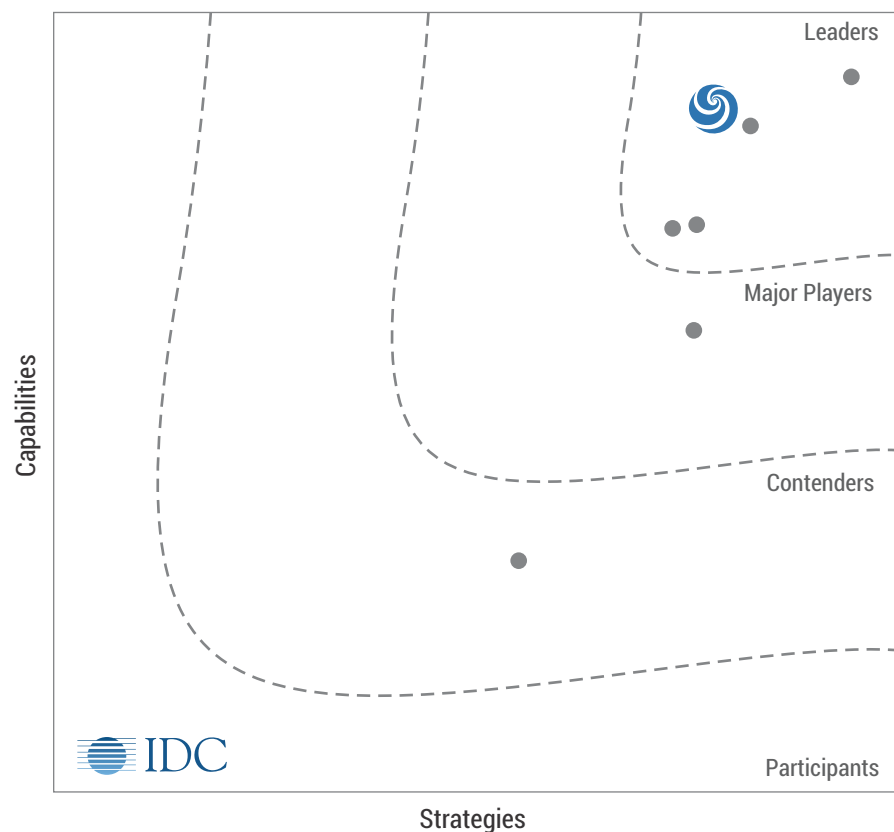 Leaders
Major Players
Capabilities
Contenders
IDC
Participants
Strategies